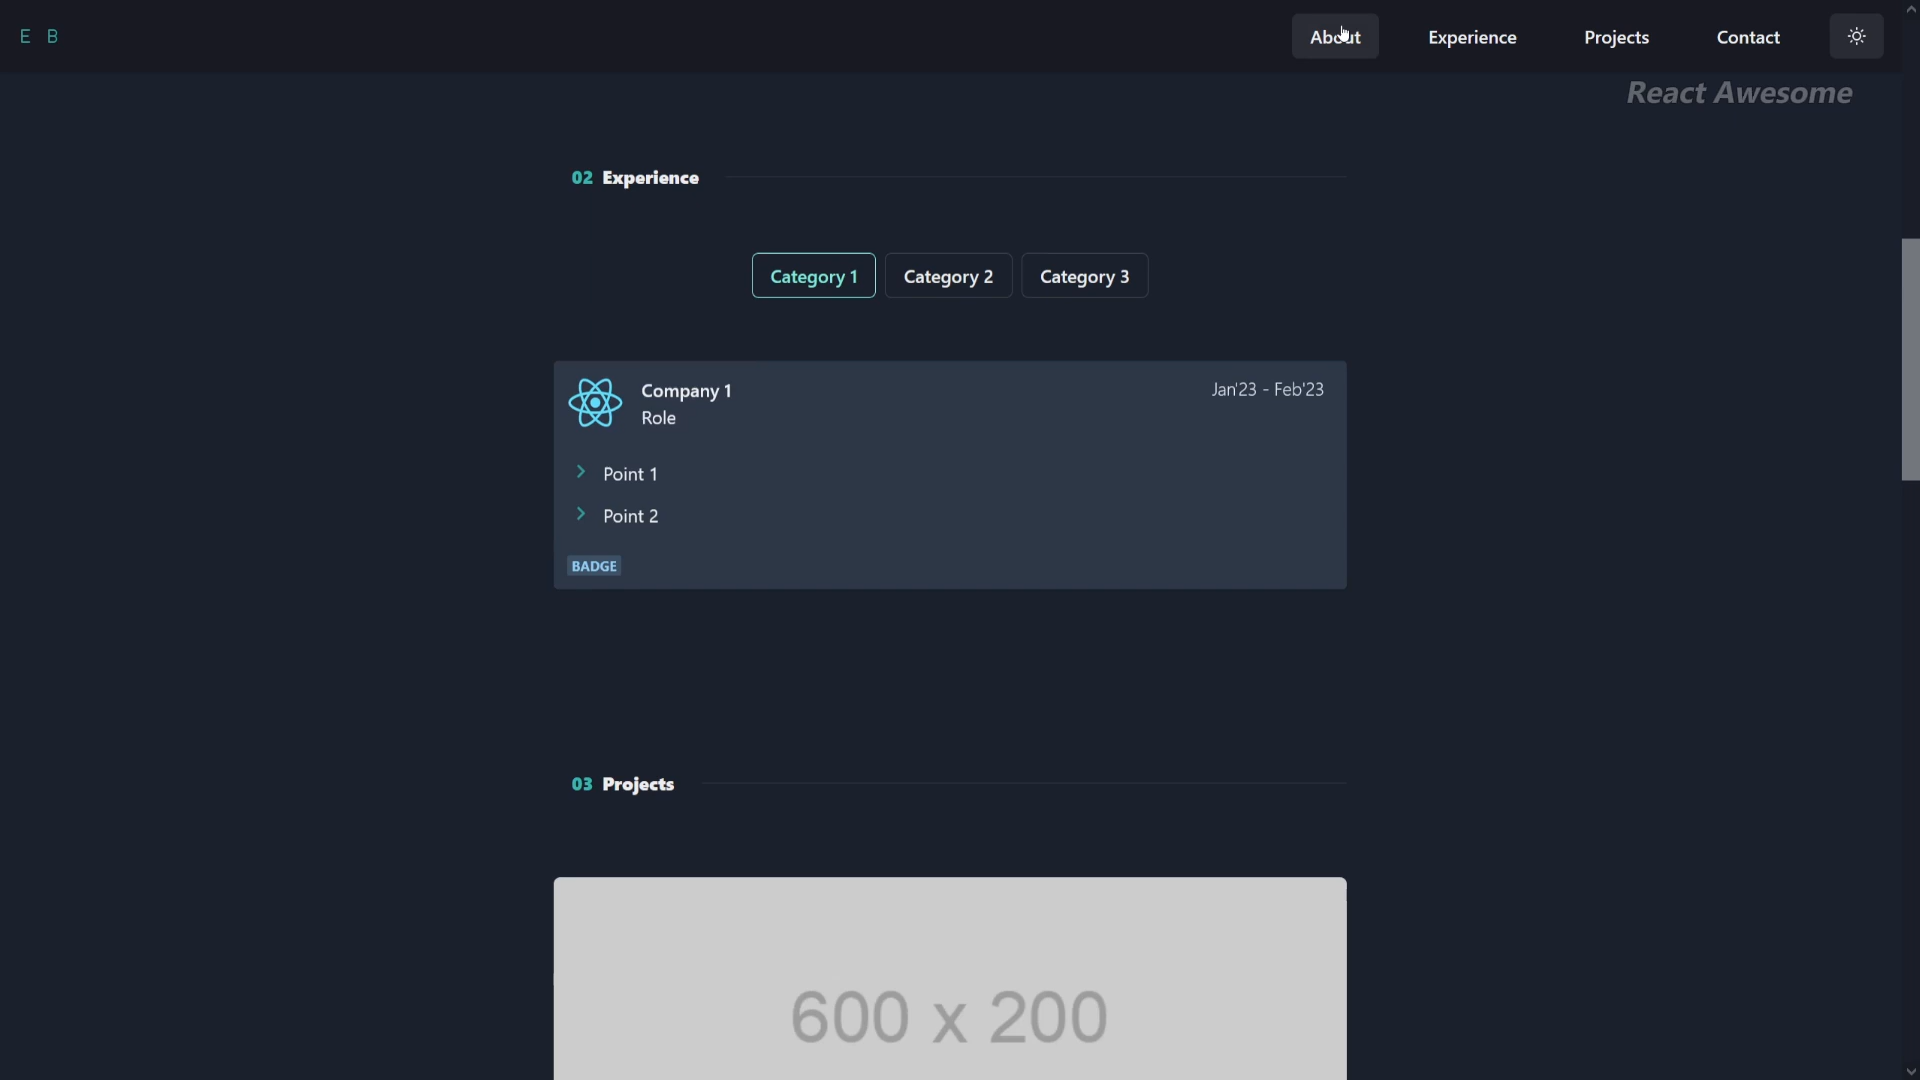 E B
About
Experience
Projects
Contact
React Awesome
02 Experience
Category 1
Category 2
Category 3
Company 1
Jan'23 - Feb'23
Role
Point 1
Point 2
BADGE
03 Projects
600 x 200